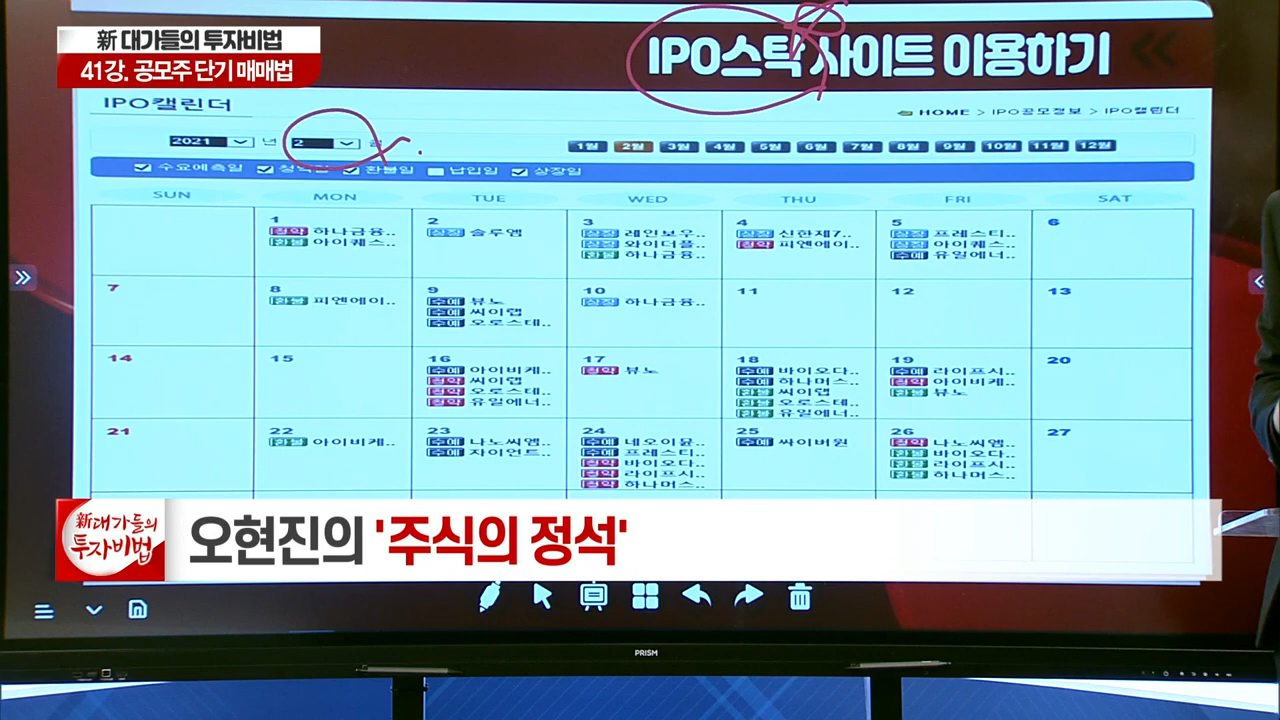 新 대가들의 투자비법
41강. 공모주 단기 매매법
IPO스탁 사이트 이용하기
IPO캘린더
HOME > IPO공모정보 > IPO캘린더
2021 년 2 월
1월 2월 3월 4월 5월 6월 7월 8월 9월 10월 11월 12월
수요예측일 청약일 환불일 납입일 상장일
SUN MON TUE WED THU FRI SAT
1
청약 하나금융..
환불 아이퀘스..
2
상장 솔루엠
3
상장 레인보우..
상장 와이더플..
환불 하나금융..
4
상장 신한제7..
청약 피엔에이..
5
상장 프레스티..
상장 아이퀘스..
수예 유일에너..
6
7
8
환불 피엔에이..
9
수예 뷰노
수예 씨이랩
수예 오로스테..
10
상장 하나금융..
11
12
13
14
15
16
수예 아이비케..
청약 씨이랩
청약 오로스테..
청약 유일에너..
17
청약 뷰노
18
수예 바이오다..
수예 하나머스..
환불 씨이랩
환불 오로스테..
환불 유일에너..
19
수예 라이프시..
청약 아이비케..
환불 뷰노
20
21
22
환불 아이비케..
23
수예 나노씨엠..
수예 자이언트..
24
수예 네오이뮨..
수예 프레스티..
청약 바이오다..
청약 라이프시..
청약 하나머스..
25
수예 싸이버원
26
청약 나노씨엠..
환불 바이오다..
환불 라이프시..
환불 하나머스..
27
新 대가들의
투자비법
오현진의 '주식의 정석'
PRISM